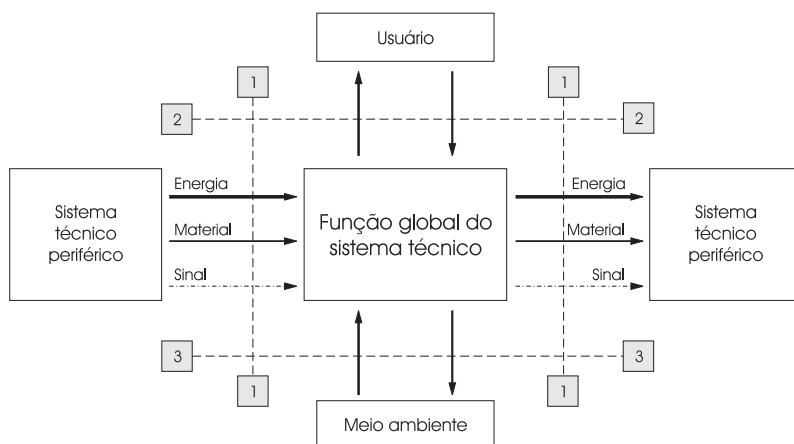 Usuário
1
1
2
2
Sistema
técnico
periférico
Energia
Material
Sinal
Função global do
sistema técnico
Energia
Material
Sinal
Sistema
técnico
periférico
3
3
1
1
Meio ambiente